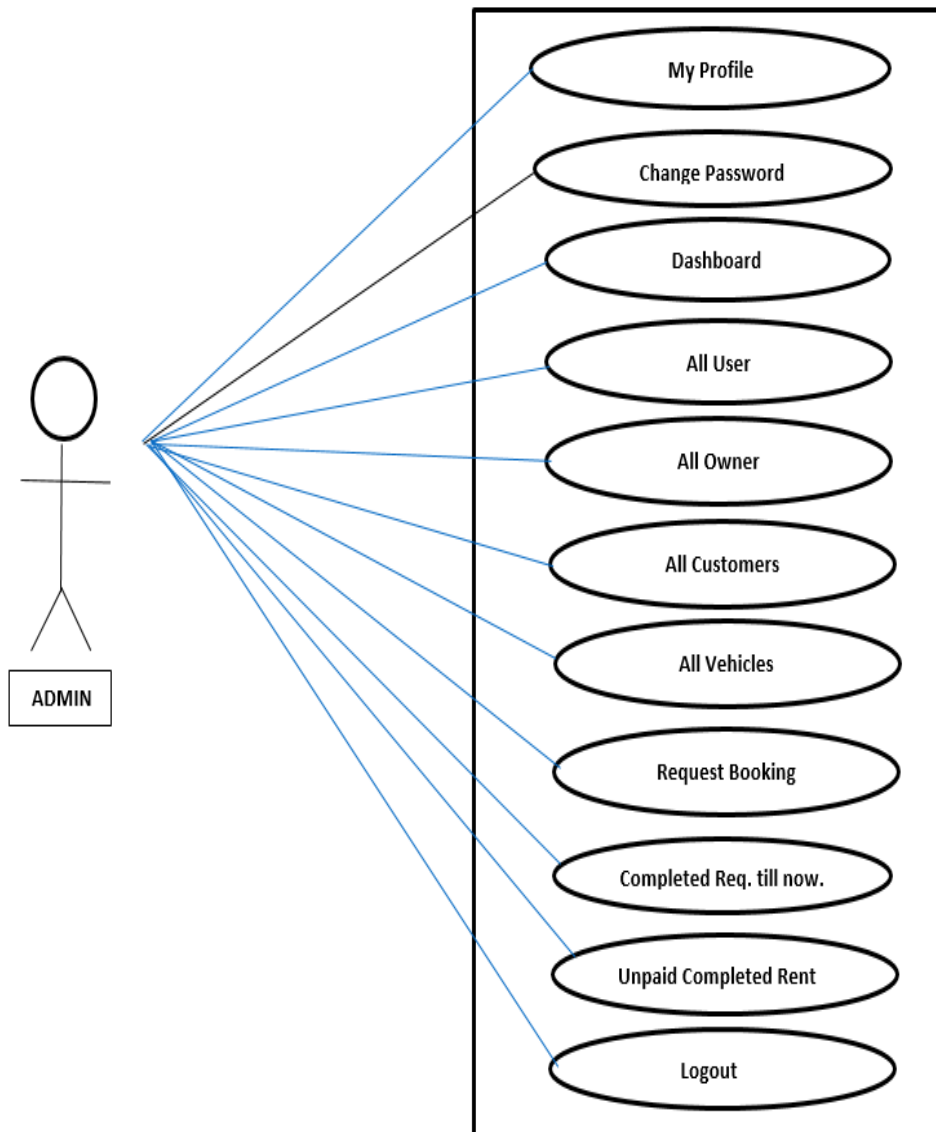 My Profile
Change Password
Dashboard
All User
All Owner
All Customers
All Vehicles
ADMIN
Request Booking
Completed Req. till now.
Unpaid Completed Rent
Logout